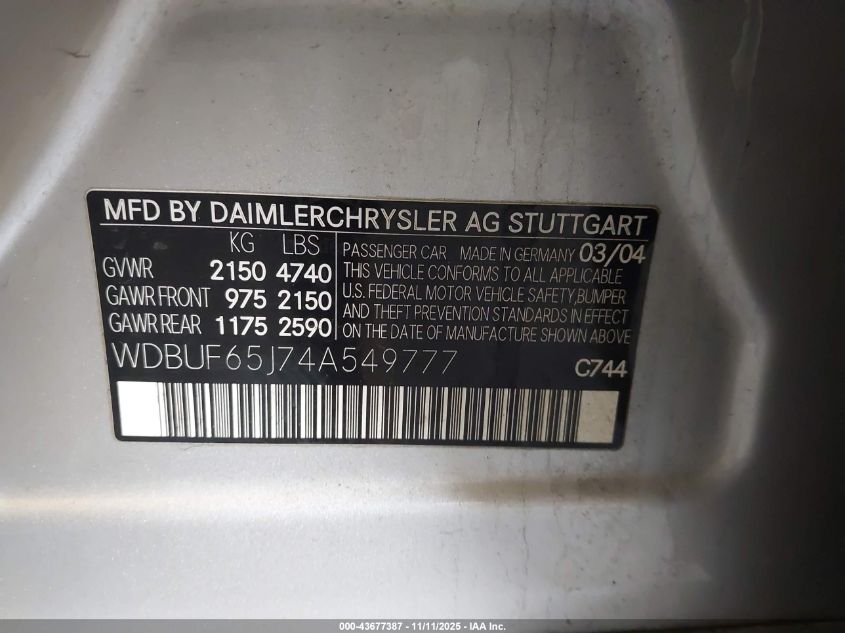 MFD BY DAIMLERCHRYSLER AG STUTTGART
KG LBS
GVWR 2150 4740
GAWR FRONT 975 2150
GAWR REAR 1175 2590
PASSENGER CAR MADE IN GERMANY 03/04
THIS VEHICLE CONFORMS TO ALL APPLICABLE
U.S. FEDERAL MOTOR VEHICLE SAFETY, BUMPER
AND THEFT PREVENTION STANDARDS IN EFFECT
ON THE DATE OF MANUFACTURE SHOWN ABOVE
WDBUF65J74A549777 C744
000-43677387 - 11/11/2025 - IAA Inc.